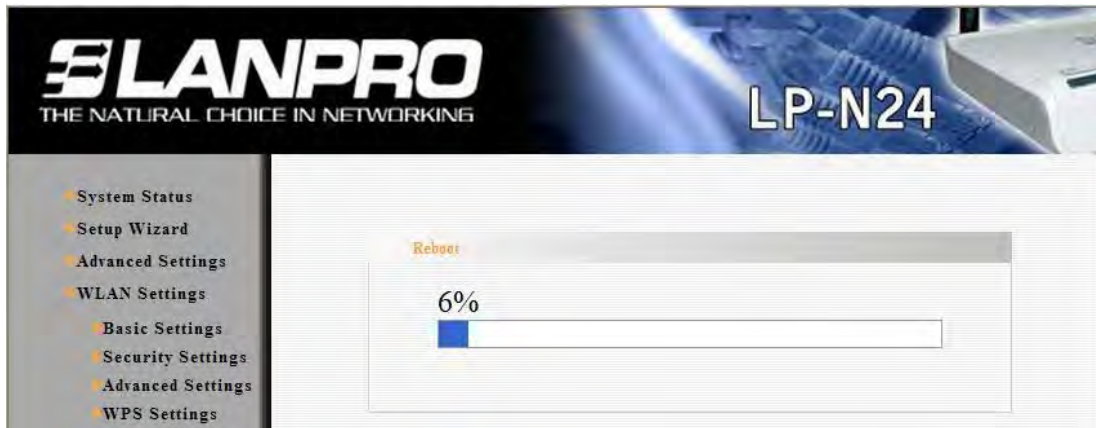 LANPRO
THE NATURAL CHOICE IN NETWORKING
LP-N24
System Status
Setup Wizard
Advanced Settings
WLAN Settings
Basic Settings
Security Settings
Advanced Settings
WPS Settings
Reboot
6%